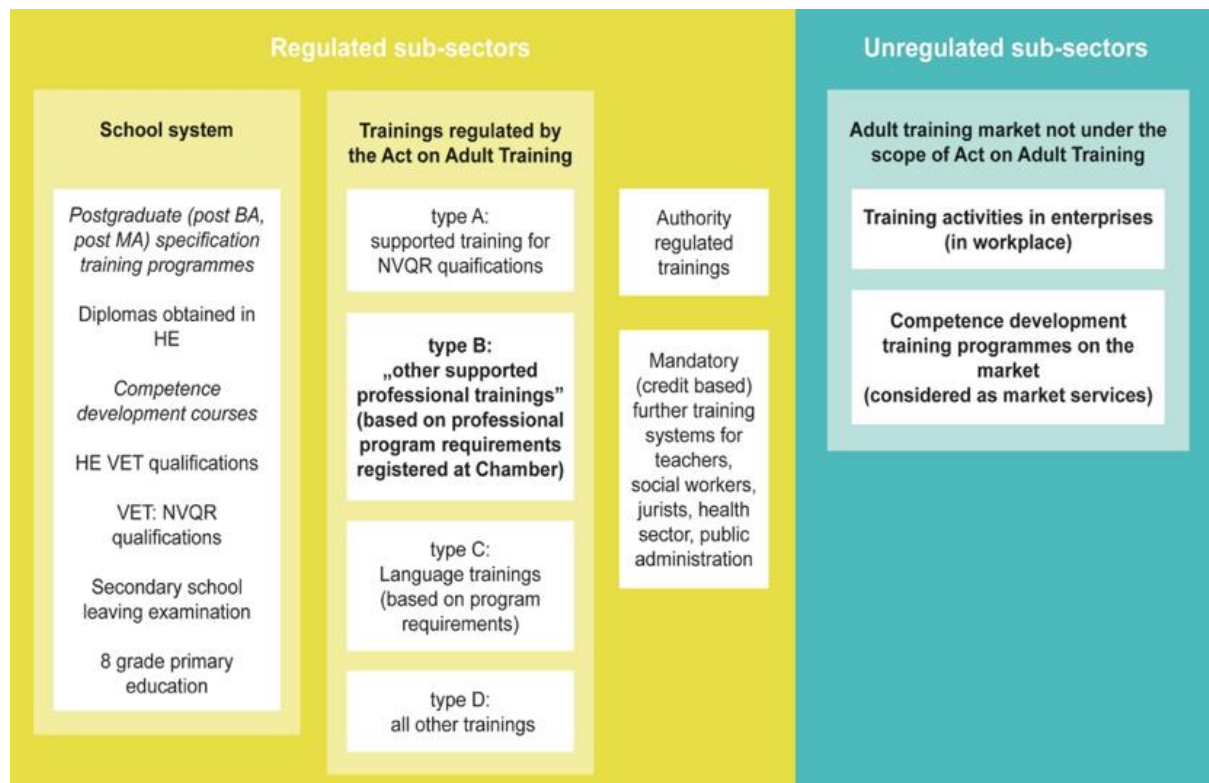 Regulated sub-sectors
School system
Postgraduate (post BA,
post MA) specification
training programmes
Diplomas obtained in
HE
Competence
development courses
HE VET qualifications
VET: NVQR
qualifications
Secondary school
leaving examination
8 grade primary
education
Trainings regulated by
the Act on Adult Training
type A:
supported training for
NVQR quaifications
type B:
„other supported
professional trainings”
(based on professional
program requirements
registered at Chamber)
type C:
Language trainings
(based on program
requirements)
type D:
all other trainings
Authority
regulated
trainings
Mandatory
(credit based)
further training
systems for
teachers,
social workers,
jurists, health
sector, public
administration
Unregulated sub-sectors
Adult training market not under the
scope of Act on Adult Training
Training activities in enterprises
(in workplace)
Competence development
training programmes on the
market
(considered as market services)